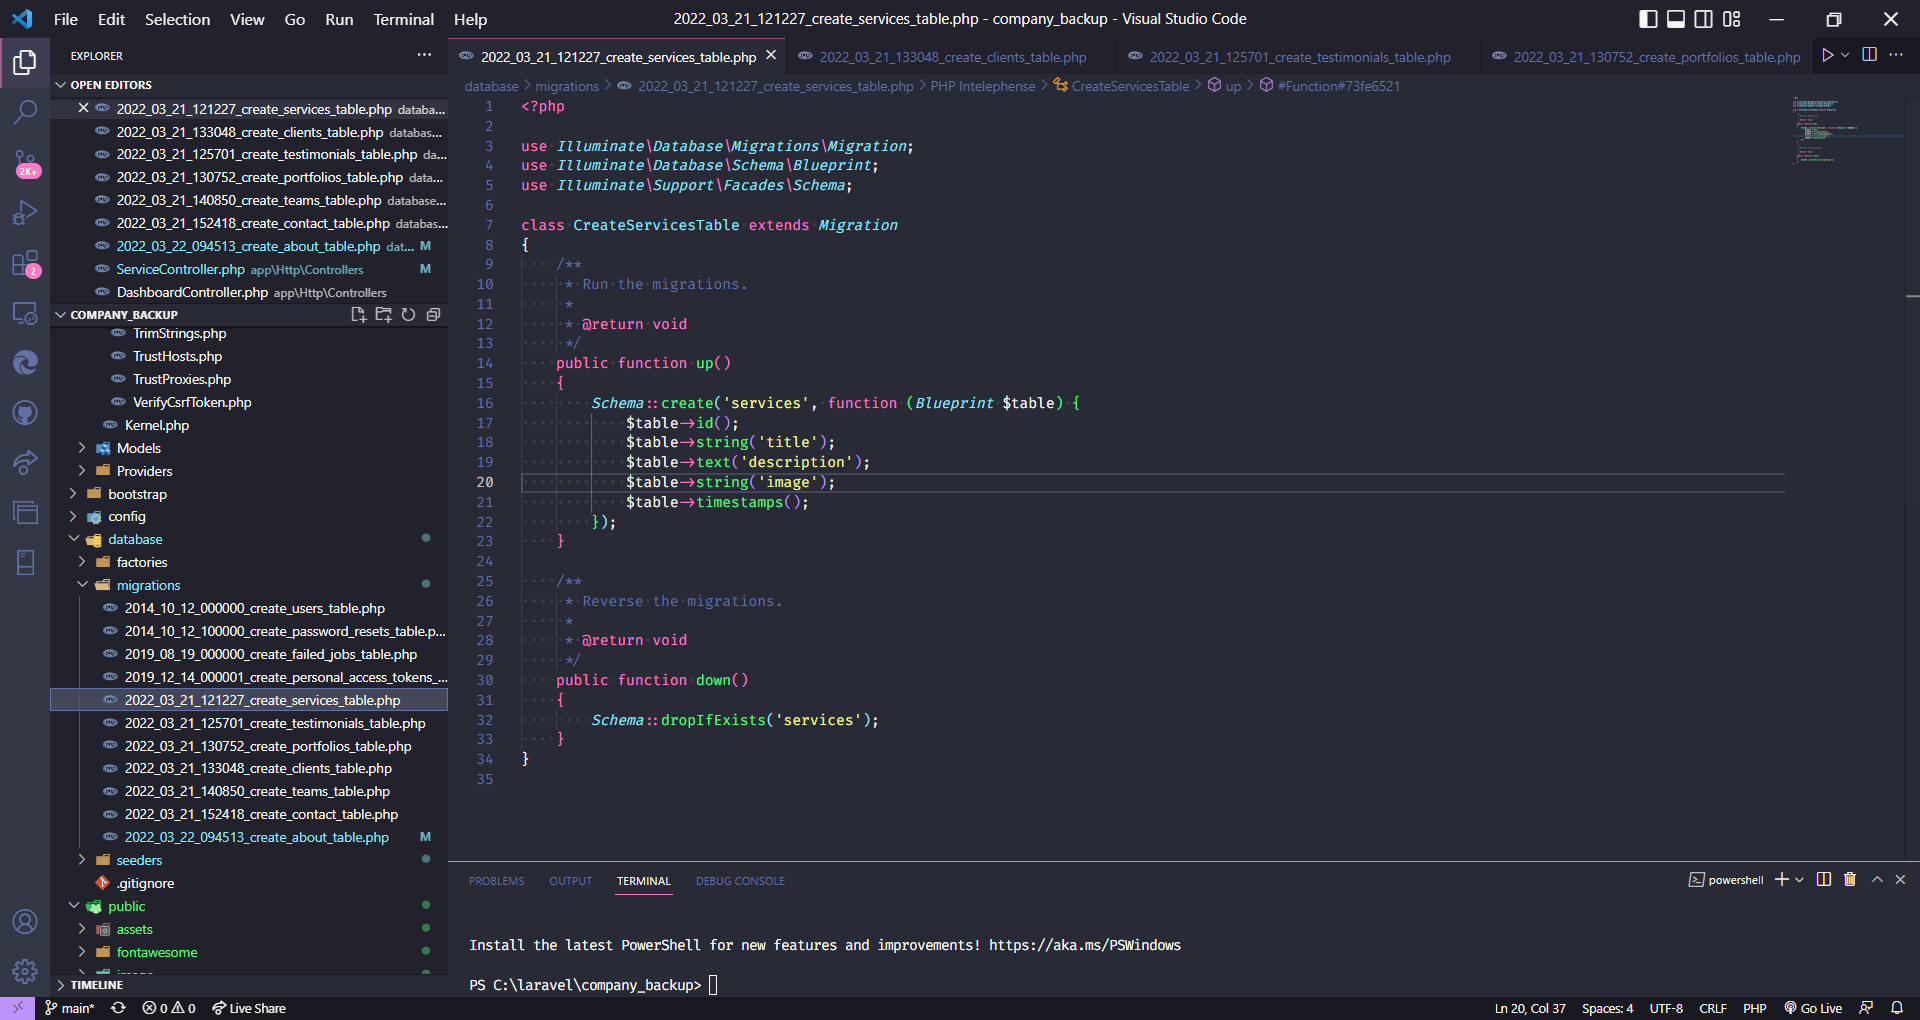 File Edit Selection View Go Run Terminal Help
2022_03_21_121227_create_services_table.php - company_backup - Visual Studio Code
EXPLORER
OPEN EDITORS
2022_03_21_121227_create_services_table.php databa...
2022_03_21_133048_create_clients_table.php databas...
2022_03_21_125701_create_testimonials_table.php da...
2022_03_21_130752_create_portfolios_table.php data...
2022_03_21_140850_create_teams_table.php database...
2022_03_21_152418_create_contact_table.php databas...
2022_03_22_094513_create_about_table.php dat... M
ServiceController.php app\Http\Controllers M
DashboardController.php app\Http\Controllers
2K+
2
COMPANY_BACKUP
TrimStrings.php
TrustHosts.php
TrustProxies.php
VerifyCsrfToken.php
Kernel.php
Models
Providers
bootstrap
config
database
factories
migrations
2014_10_12_000000_create_users_table.php
2014_10_12_100000_create_password_resets_table.p...
2019_08_19_000000_create_failed_jobs_table.php
2019_12_14_000001_create_personal_access_tokens_...
2022_03_21_121227_create_services_table.php
2022_03_21_125701_create_testimonials_table.php
2022_03_21_130752_create_portfolios_table.php
2022_03_21_133048_create_clients_table.php
2022_03_21_140850_create_teams_table.php
2022_03_21_152418_create_contact_table.php
2022_03_22_094513_create_about_table.php M
seeders
.gitignore
public
assets
fontawesome
TIMELINE
2022_03_21_121227_create_services_table.php 2022_03_21_133048_create_clients_table.php 2022_03_21_125701_create_testimonials_table.php 2022_03_21_130752_create_portfolios_table.php
database > migrations > 2022_03_21_121227_create_services_table.php > PHP Intelephense > CreateServicesTable > up > #Function#73fe6521
1 <?php
2
3 use Illuminate\Database\Migrations\Migration;
4 use Illuminate\Database\Schema\Blueprint;
5 use Illuminate\Support\Facades\Schema;
6
7 class CreateServicesTable extends Migration
8 {
9 /**
10 * Run the migrations.
11 *
12 * @return void
13 */
14 public function up()
15 {
16 Schema::create('services', function (Blueprint $table) {
17 $table->id();
18 $table->string('title');
19 $table->text('description');
20 $table->string('image');
21 $table->timestamps();
22 });
23 }
24
25 /**
26 * Reverse the migrations.
27 *
28 * @return void
29 */
30 public function down()
31 {
32 Schema::dropIfExists('services');
33 }
34 }
35
PROBLEMS OUTPUT TERMINAL DEBUG CONSOLE
powershell
Install the latest PowerShell for new features and improvements! https://aka.ms/PSWindows
PS C:\laravel\company_backup>
main* 0 0 Live Share
Ln 20, Col 37 Spaces: 4 UTF-8 CRLF PHP Go Live